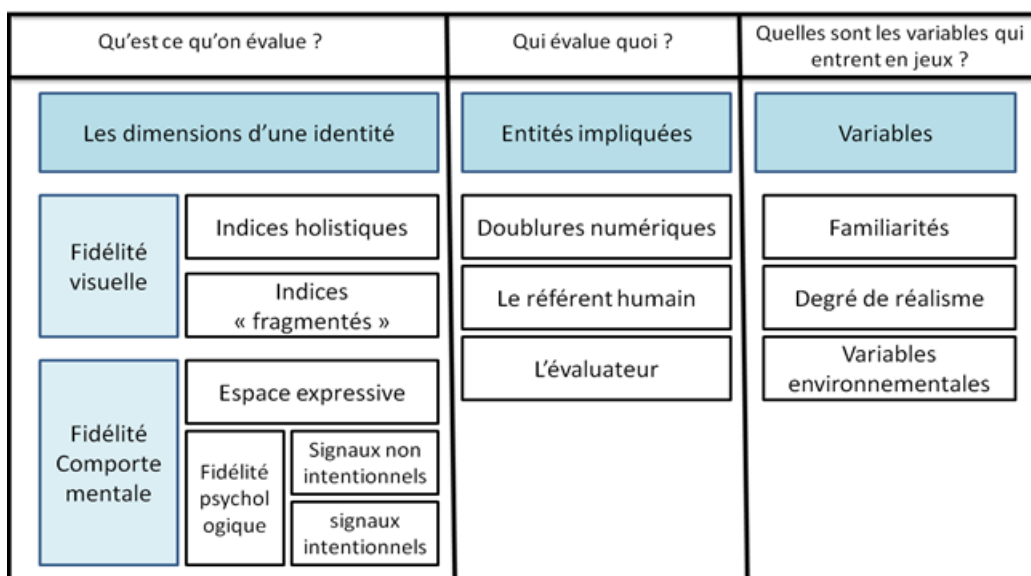 Qu'est ce qu'on évalue ?
Qui évalue quoi ?
Quelles sont les variables qui
entrent en jeux ?
Les dimensions d'une identité
Entités impliquées
Variables
Fidélité
visuelle
Indices holistiques
Indices
« fragmentés »
Fidélité
Comporte
mentale
Espace expressive
Fidélité
psychol
ogique
Signaux non
intentionnels
signaux
intentionnels
Doublures numériques
Le référent humain
L'évaluateur
Familiarités
Degré de réalisme
Variables
environnementales